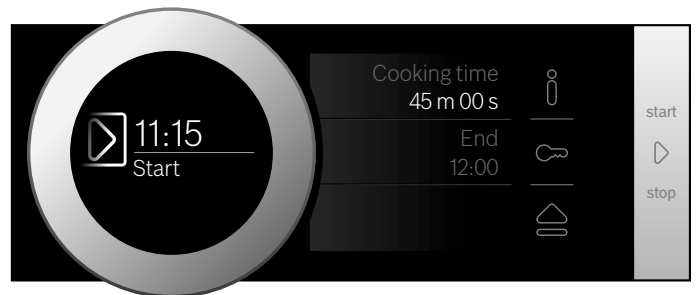 11:15
Start
Cooking time
45 m 00 s
End
12:00
start
stop